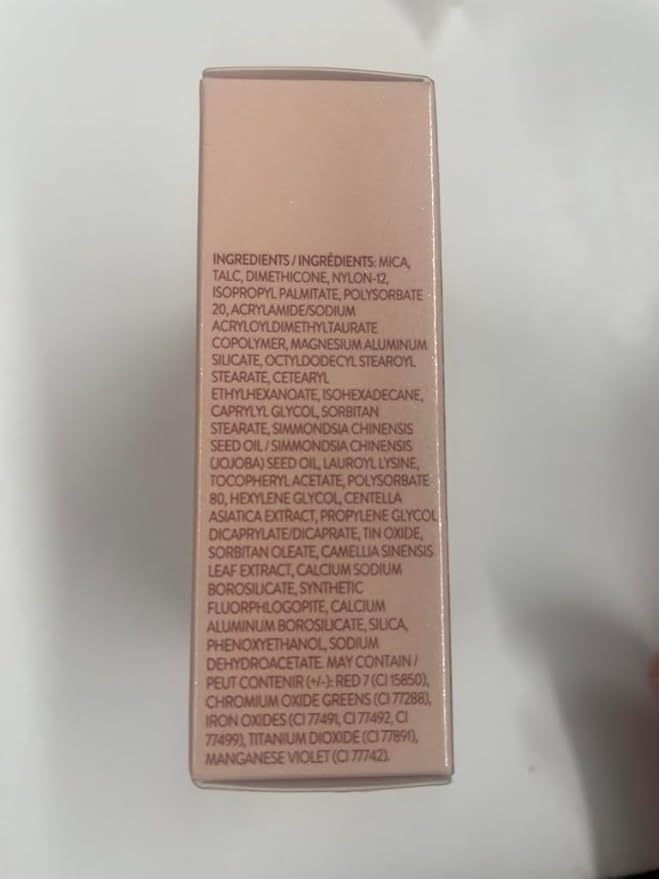 INGREDIENTS / INGRÉDIENTS: MICA,
TALC, DIMETHICONE, NYLON-12,
ISOPROPYL PALMITATE, POLYSORBATE
20, ACRYLAMIDE/SODIUM
ACRYLOYLDIMETHYLTAURATE
COPOLYMER, MAGNESIUM ALUMINUM
SILICATE, OCTYLDODECYL STEAROYL
STEARATE, CETEARYL
ETHYLHEXANOATE, ISOHEXADECANE,
CAPRYLYL GLYCOL, SORBITAN
STEARATE, SIMMONDSIA CHINENSIS
SEED OIL / SIMMONDSIA CHINENSIS
(JOJOBA) SEED OIL, LAUROYL LYSINE,
TOCOPHERYL ACETATE, POLYSORBATE
80, HEXYLENE GLYCOL, CENTELLA
ASIATICA EXTRACT, PROPYLENE GLYCOL
DICAPRYLATE/DICAPRATE, TIN OXIDE,
SORBITAN OLEATE, CAMELLIA SINENSIS
LEAF EXTRACT, CALCIUM SODIUM
BOROSILICATE, SYNTHETIC
FLUORPHLOGOPITE, CALCIUM
ALUMINUM BOROSILICATE, SILICA,
PHENOXYETHANOL, SODIUM
DEHYDROACETATE. MAY CONTAIN /
PEUT CONTENIR (+/-): RED 7 (CI 15850),
CHROMIUM OXIDE GREENS (CI 77288),
IRON OXIDES (CI 77491, CI 77492, CI
77499), TITANIUM DIOXIDE (CI 77891),
MANGANESE VIOLET (CI 77742).